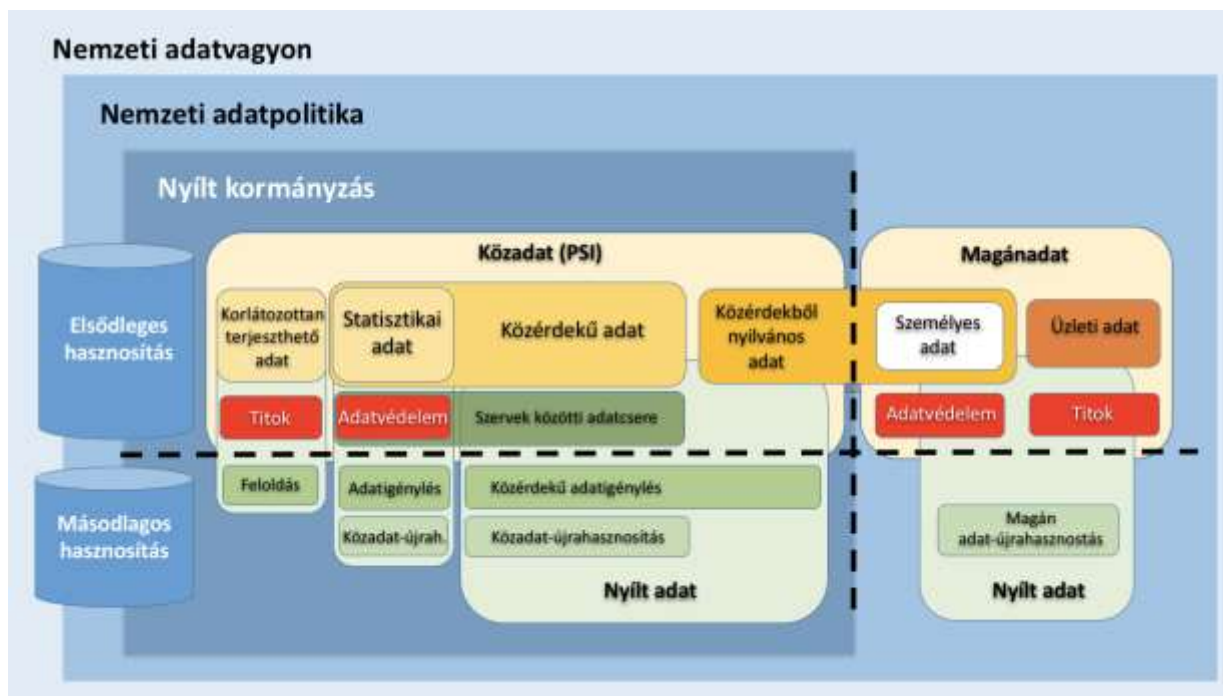 Nemzeti adatvagyon
Nemzeti adatpolitika
Nyílt kormányzás
Közadat (PSI)
Magánadat
Elsődleges
hasznosítás
Korlátozottan
terjeszthető
adat
Statisztikai
adat
Közérdekű adat
Közérdekből
nyilvános
adat
Személyes
adat
Üzleti adat
Titok
Adatvédelem
Szervek közötti adatcsere
Adatvédelem
Titok
Másodlagos
hasznosítás
Feloldás
Adatigénylés
Közérdekű adatigénylés
Közadat-újrah.
Közadat-újrahasznosítás
Magán
adat-újrahasznostás
Nyílt adat
Nyílt adat